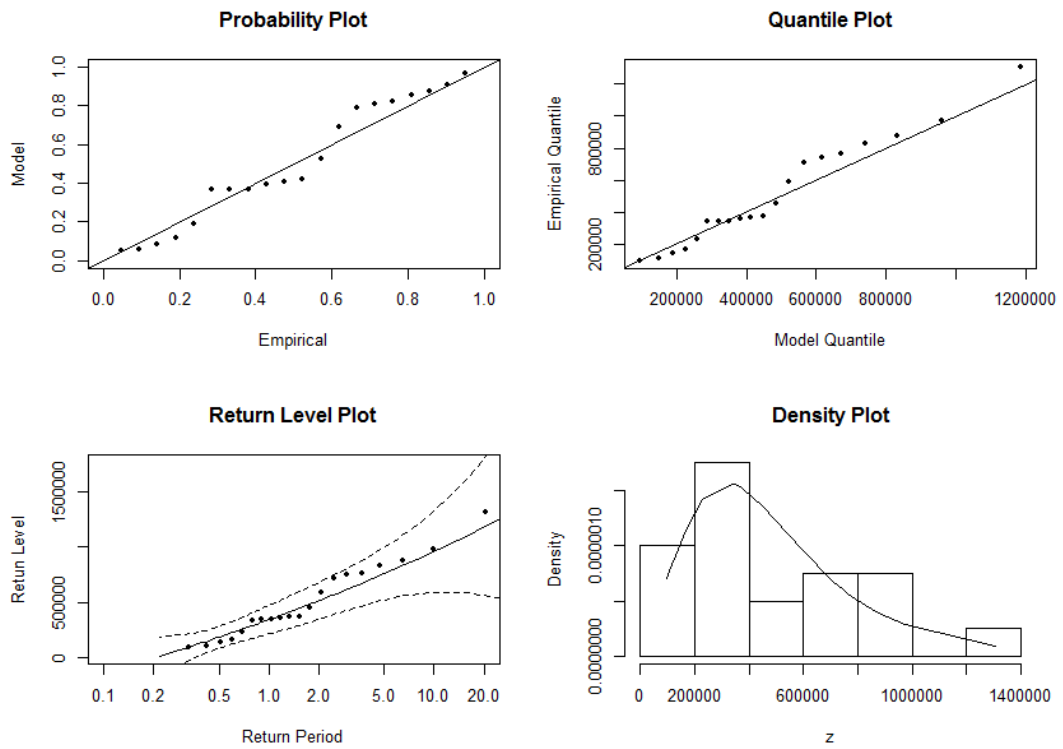 Probability Plot
Model
0.0 0.2 0.4 0.6 0.8 1.0
0.0 0.2 0.4 0.6 0.8 1.0
Empirical
Quantile Plot
Empirical Quantile
200000 800000
200000 400000 600000 800000 1200000
Model Quantile
Return Level Plot
Retun Level
0 500000 1500000
0.1 0.2 0.5 1.0 2.0 5.0 10.0 20.0
Return Period
Density Plot
Density
0.0000000 0.0000010
0 200000 600000 1000000 1400000
z